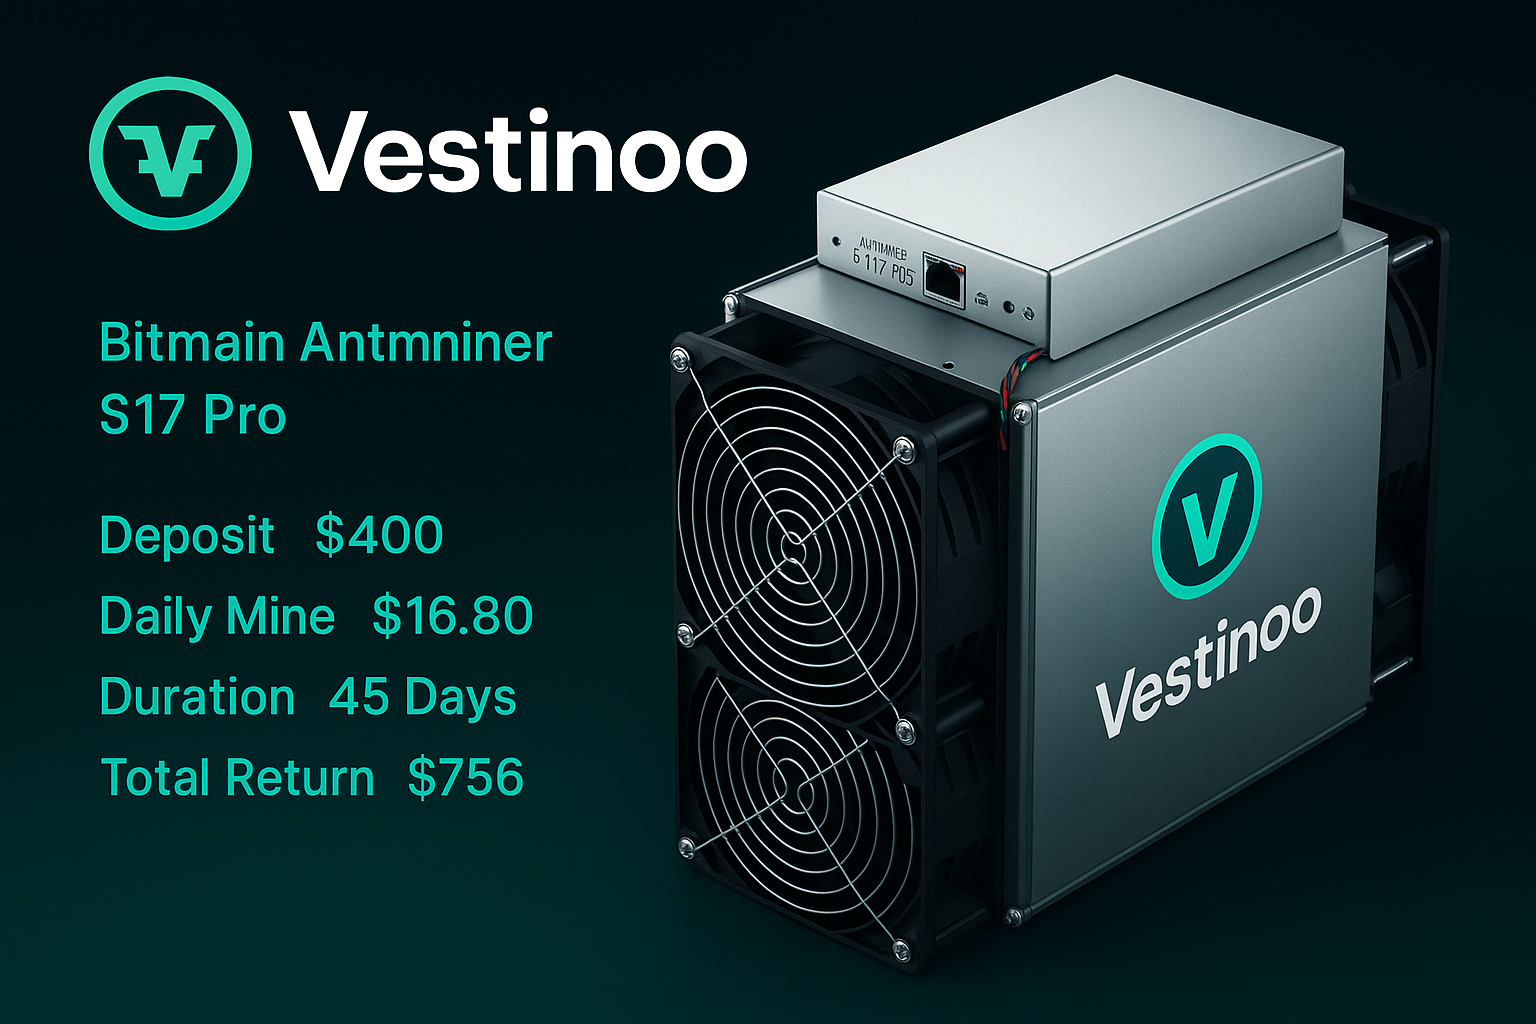 Vestinoo
Bitmain Antmniner
S17 Pro
Deposit $400
Daily Mine $16.80
Duration 45 Days
Total Return $756
V
Vestinoo